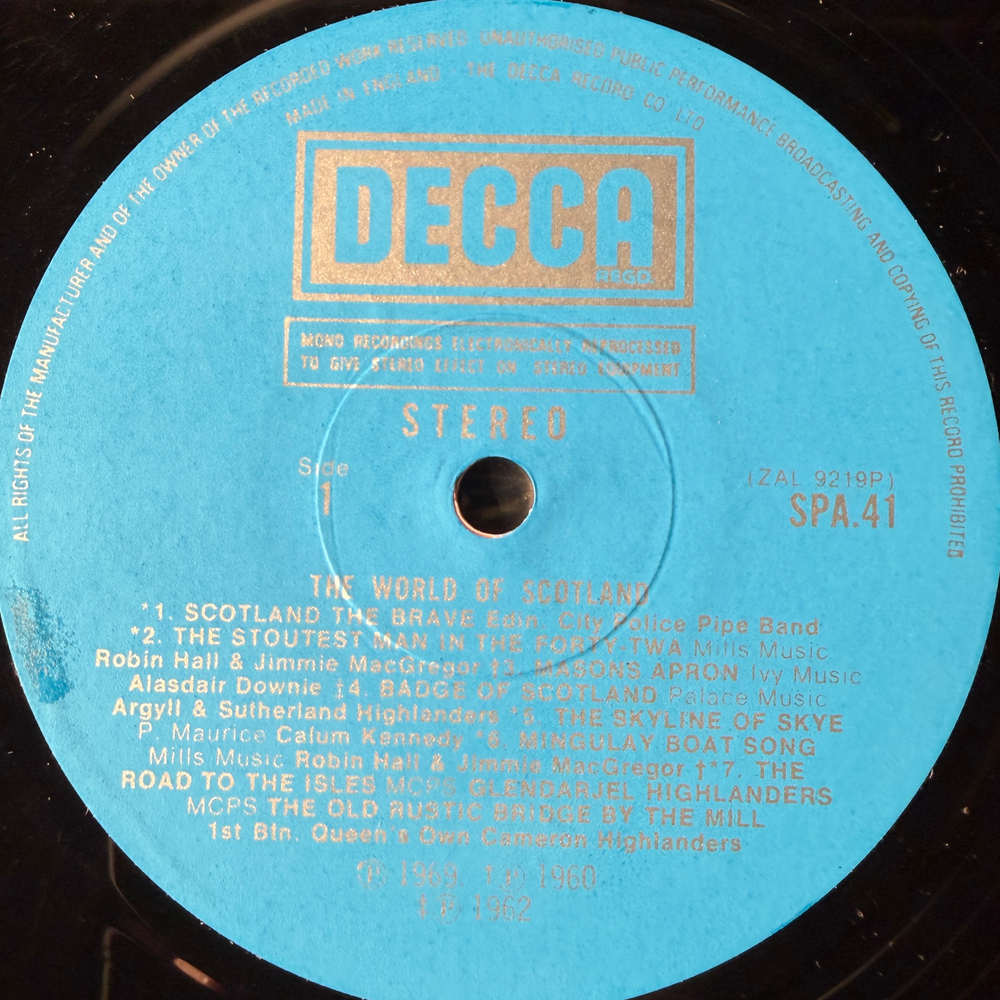 ALL RIGHTS OF THE MANUFACTURER AND OF THE OWNER OF THE RECORDED WORK RESERVED UNAUTHORISED PUBLIC PERFORMANCE BROADCASTING AND COPYING OF THIS RECORD PROHIBITED
MADE IN ENGLAND · THE DECCA RECORD CO LTD
DECCA
MONO RECORDINGS ELECTRONICALLY REPROCESSED
TO GIVE STEREO EFFECT ON STEREO EQUIPMENT
STEREO
Side
1
(ZAL 9219P)
SPA.41
THE WORLD OF SCOTLAND
*1. SCOTLAND THE BRAVE Edin. City Police Pipe Band
*2. THE STOUTEST MAN IN THE FORTY-TWA Mills Music
Robin Hall & Jimmie MacGregor ‡3. MASONS APRON Ivy Music
Alasdair Downie ‡4. BADGE OF SCOTLAND Palace Music
Argyll & Sutherland Highlanders *5. THE SKYLINE OF SKYE
P. Maurice Calum Kennedy *6. MINGULAY BOAT SONG
Mills Music Robin Hall & Jimmie MacGregor †*7. THE
ROAD TO THE ISLES MCPS GLENDARJEL HIGHLANDERS
MCPS THE OLD RUSTIC BRIDGE BY THE MILL
1st Btn. Queen's Own Cameron Highlanders
℗ 1969. 1960
1962